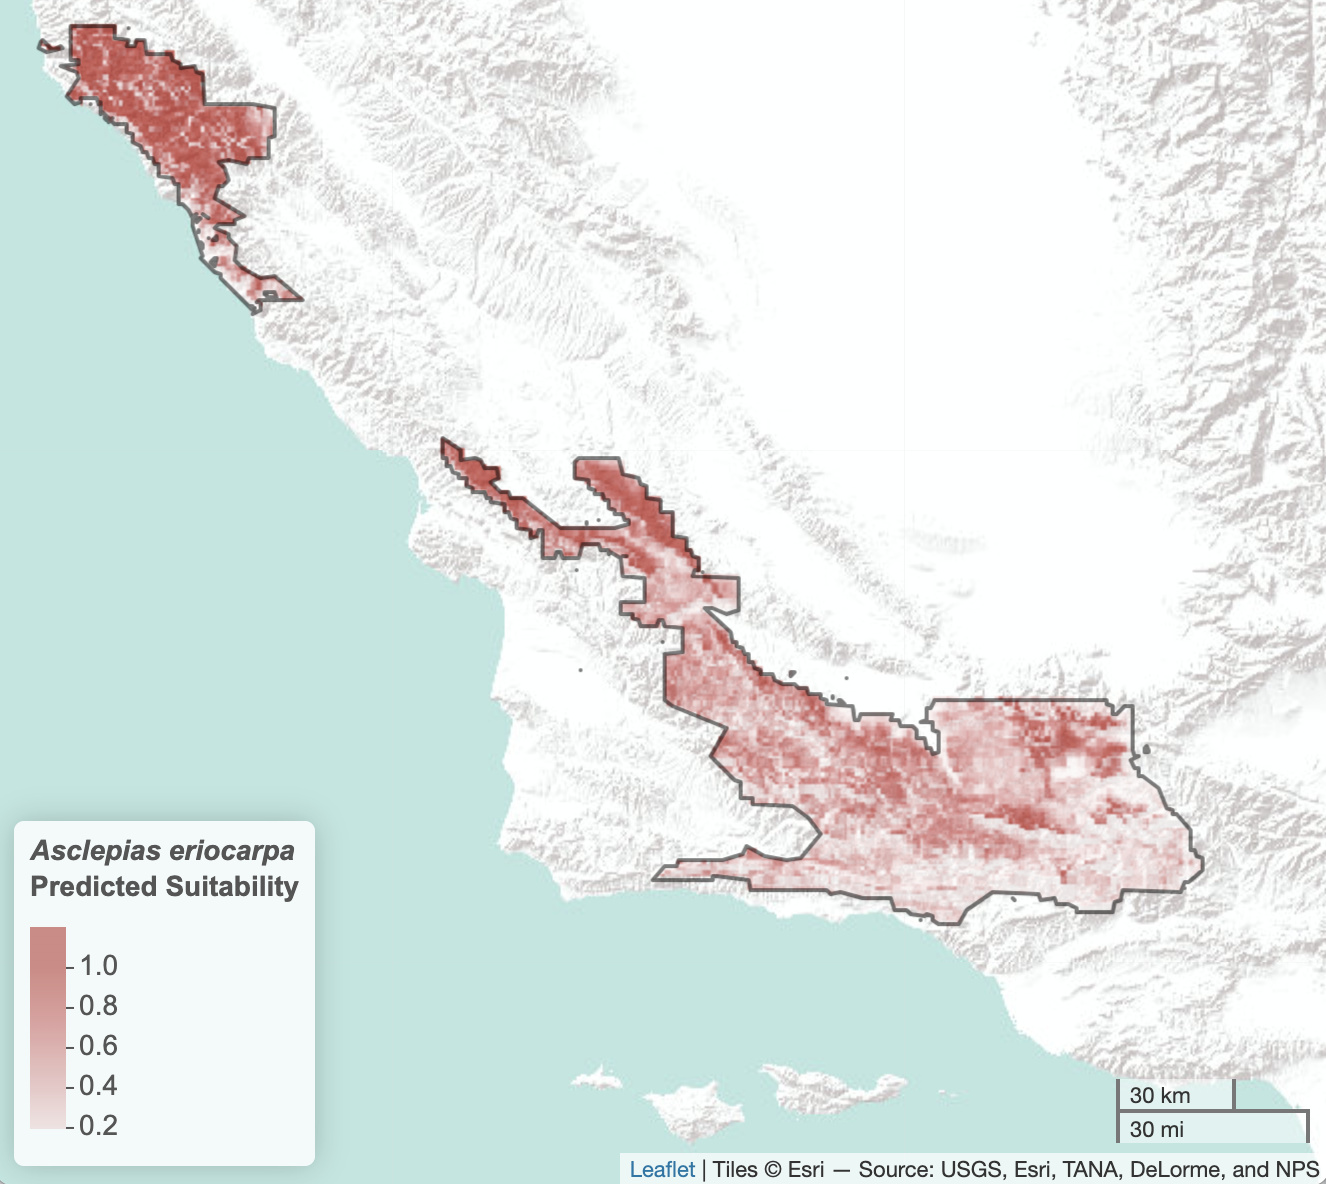 Asclepias eriocarpa
Predicted Suitability
1.0
0.8
0.6
0.4
0.2
30 km
30 mi
Leaflet | Tiles © Esri — Source: USGS, Esri, TANA, DeLorme, and NPS